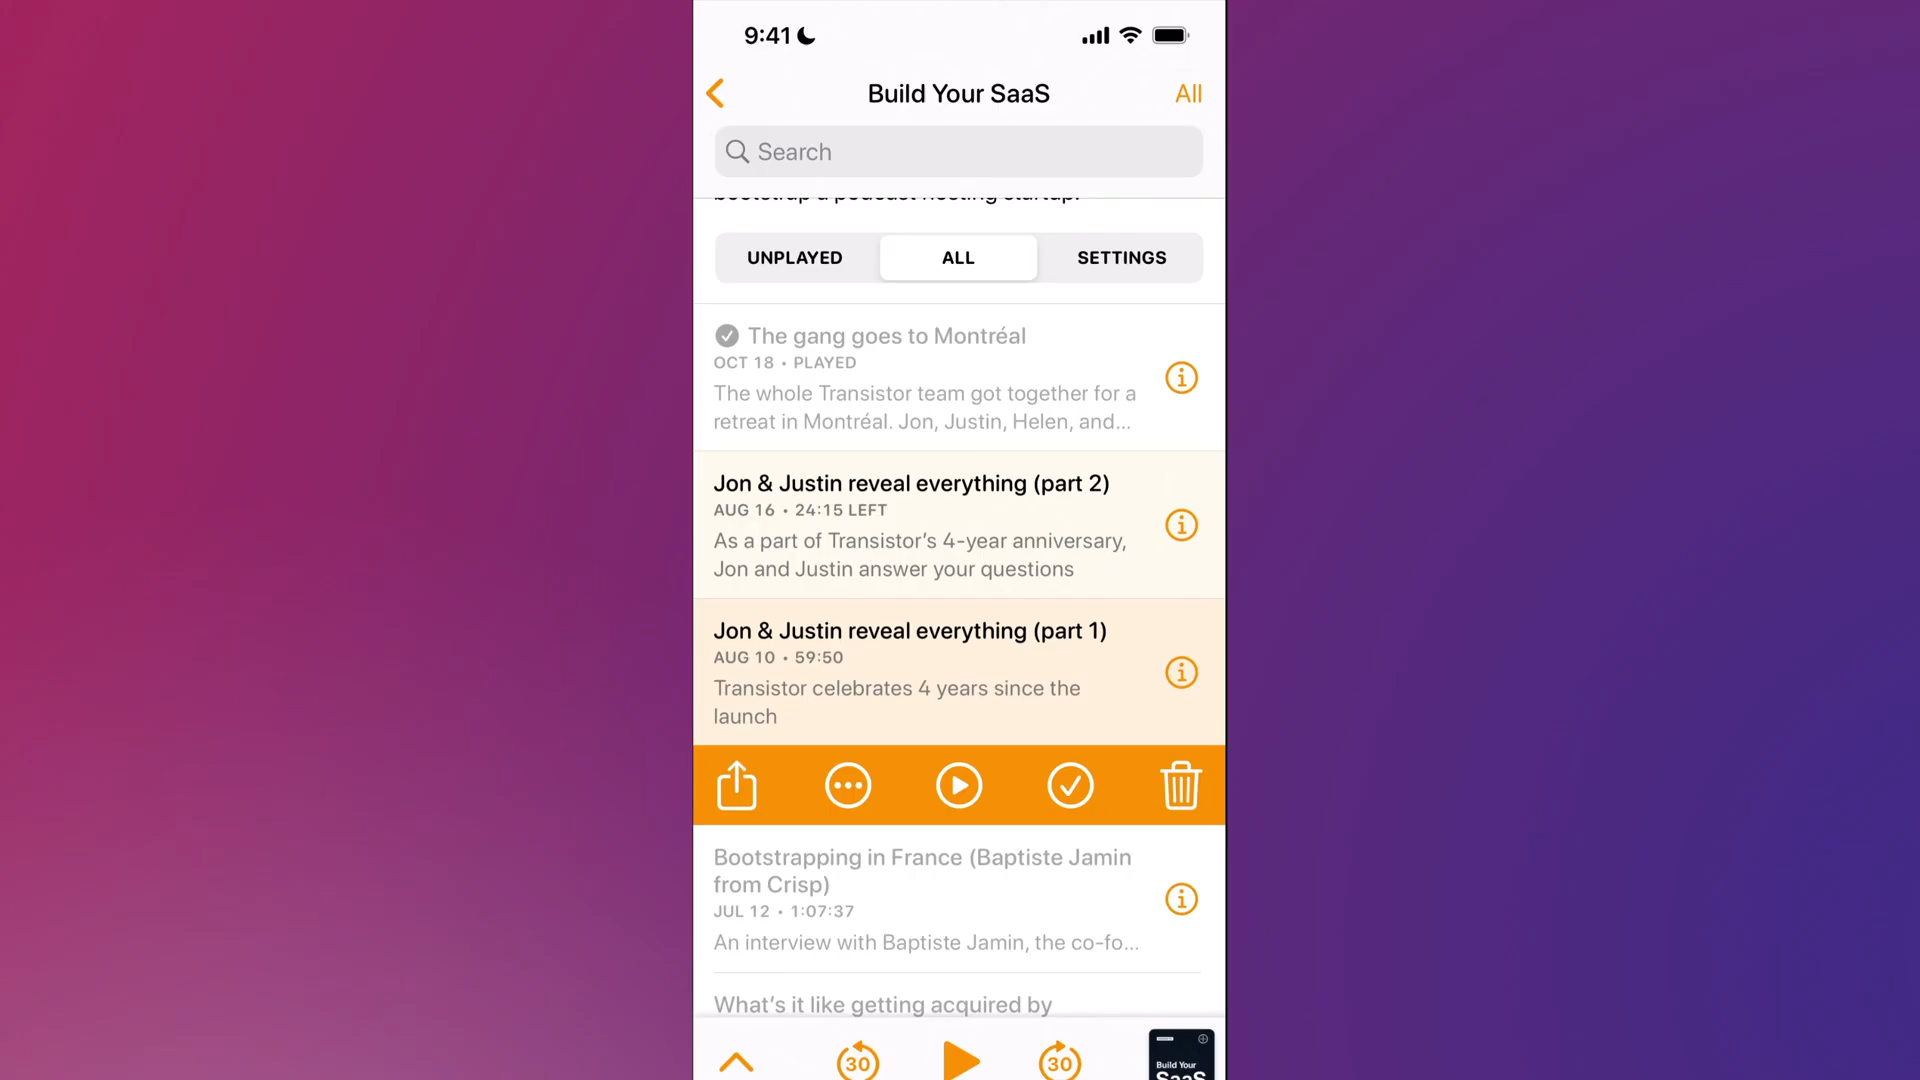 9:41
Build Your SaaS
All
Search
bootstrap a podcast hosting startup.
UNPLAYED
ALL
SETTINGS
The gang goes to Montréal
OCT 18 • PLAYED
The whole Transistor team got together for a
retreat in Montréal. Jon, Justin, Helen, and...
Jon & Justin reveal everything (part 2)
AUG 16 • 24:15 LEFT
As a part of Transistor’s 4-year anniversary,
Jon and Justin answer your questions
Jon & Justin reveal everything (part 1)
AUG 10 • 59:50
Transistor celebrates 4 years since the
launch
Bootstrapping in France (Baptiste Jamin
from Crisp)
JUL 12 • 1:07:37
An interview with Baptiste Jamin, the co-fo...
What’s it like getting acquired by
30
30
Build Your
SaaS